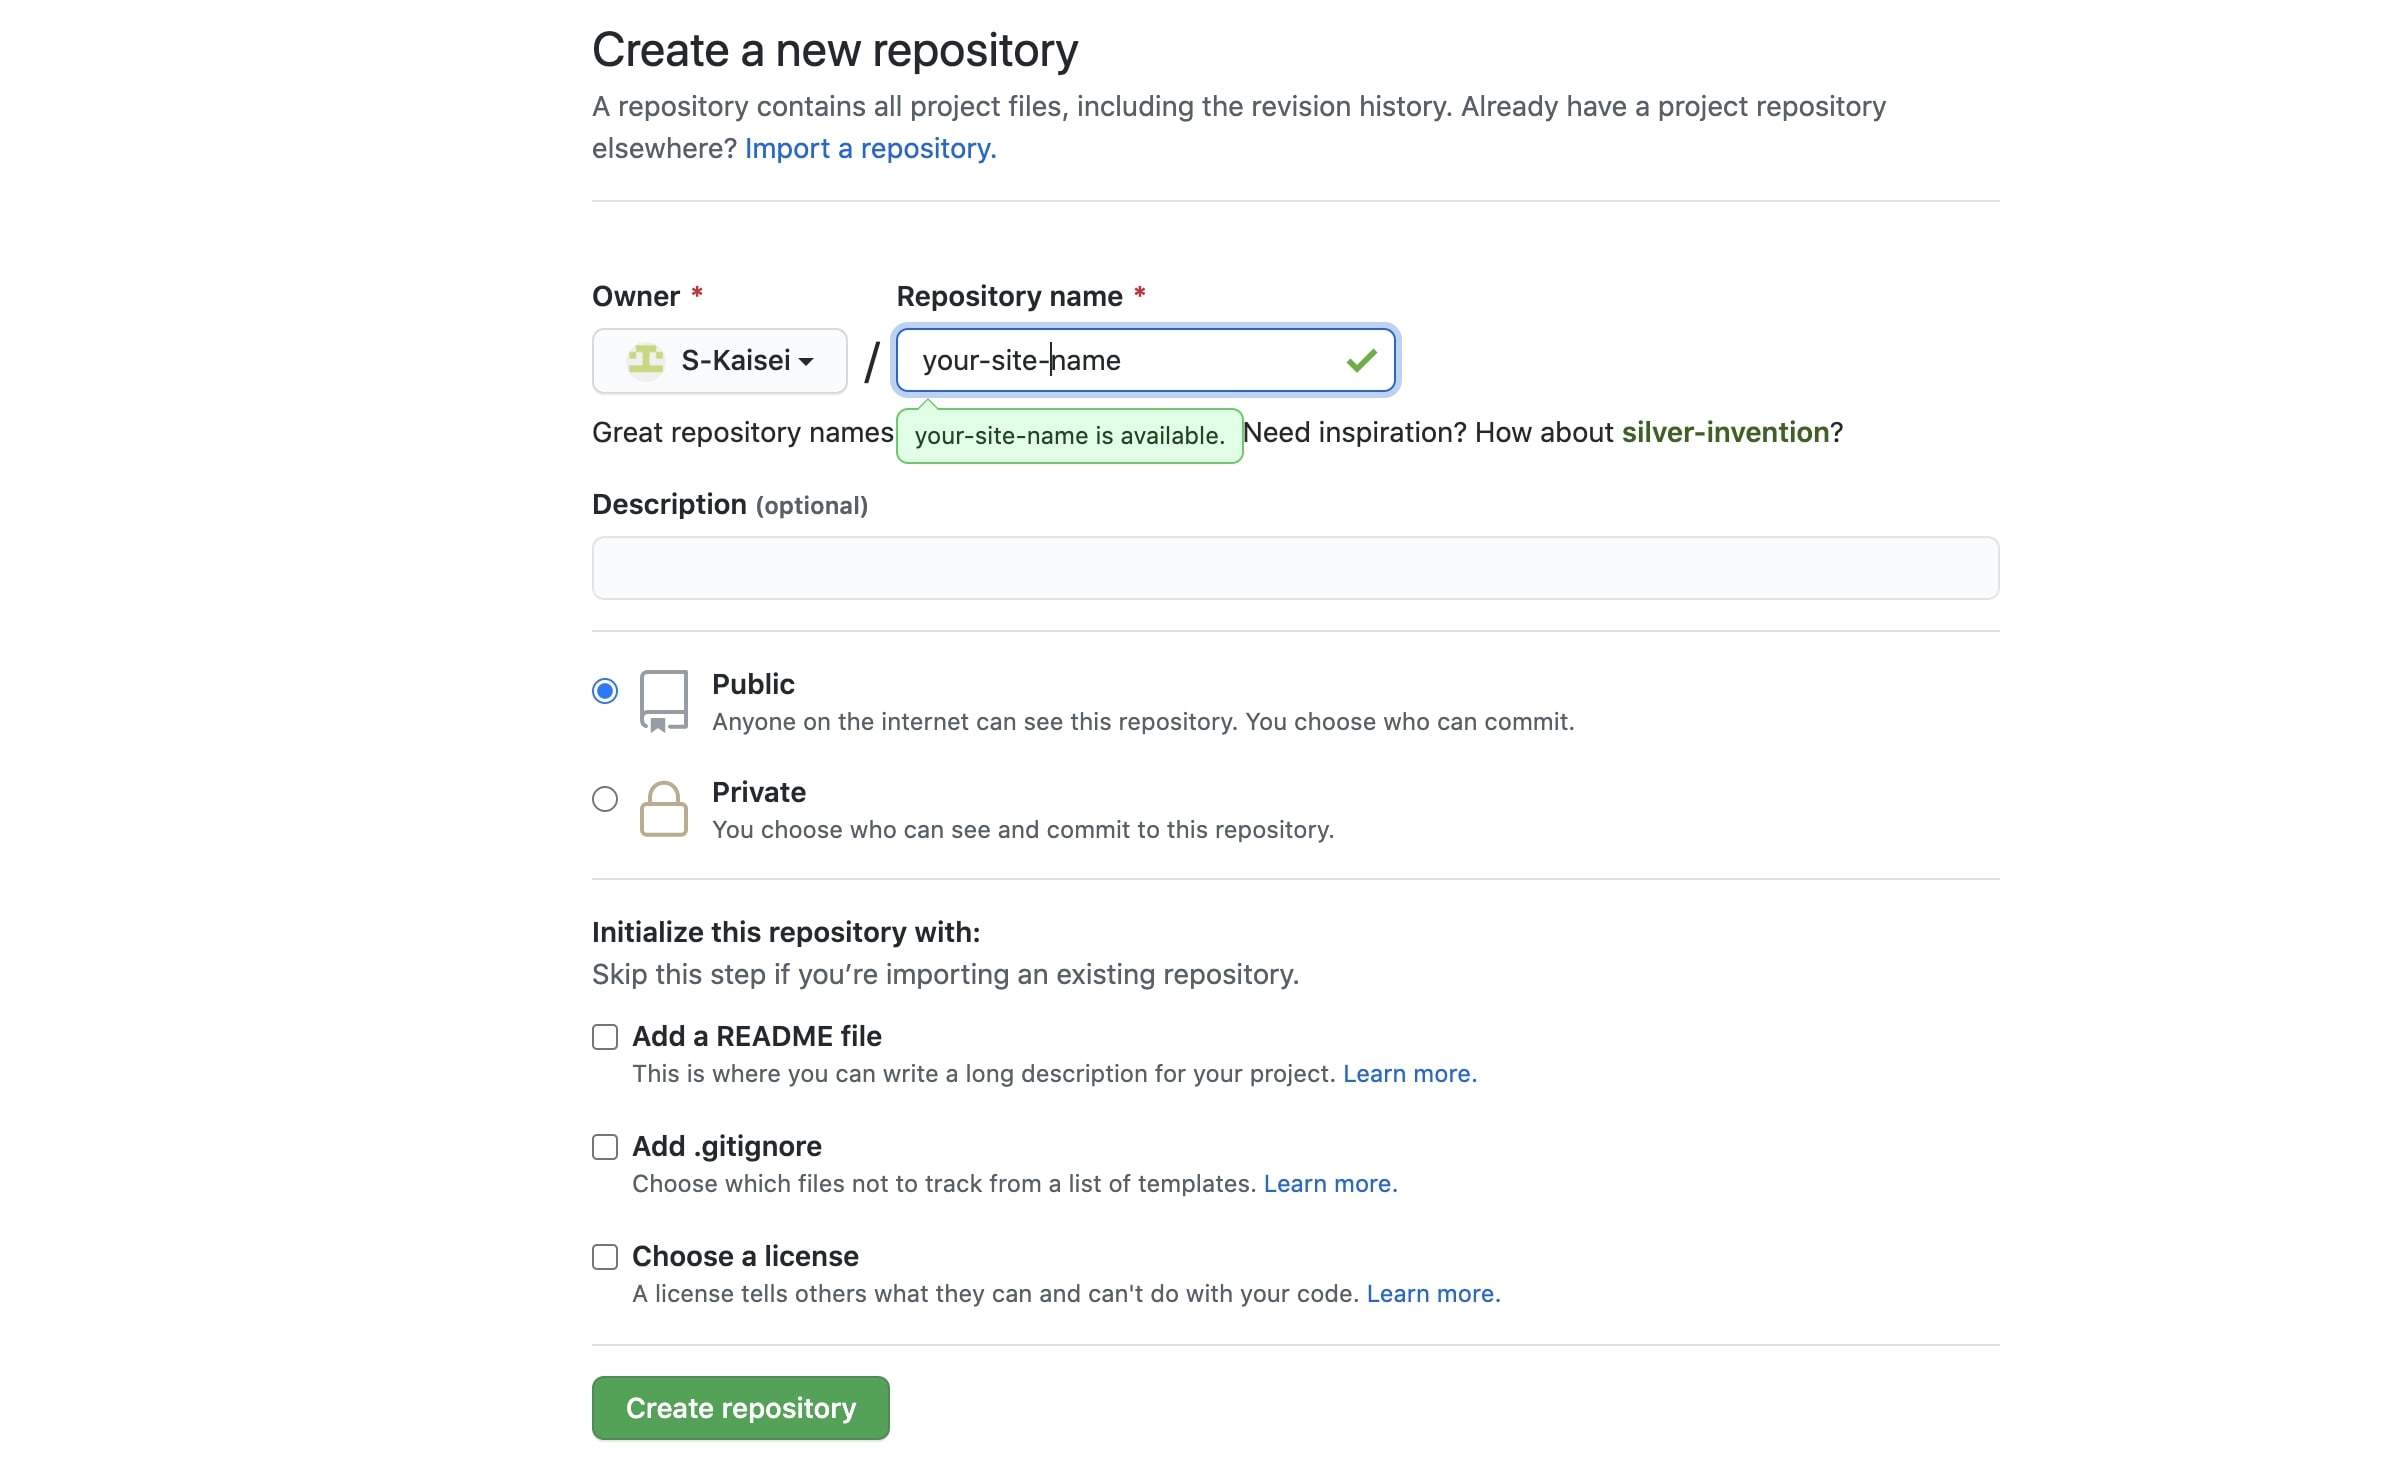 Create a new repository
A repository contains all project files, including the revision history. Already have a project repository
elsewhere? Import a repository.
Owner * Repository name *
S-Kaisei / your-site-name
Great repository names your-site-name is available. Need inspiration? How about silver-invention?
Description (optional)
Public
Anyone on the internet can see this repository. You choose who can commit.
Private
You choose who can see and commit to this repository.
Initialize this repository with:
Skip this step if you’re importing an existing repository.
Add a README file
This is where you can write a long description for your project. Learn more.
Add .gitignore
Choose which files not to track from a list of templates. Learn more.
Choose a license
A license tells others what they can and can't do with your code. Learn more.
Create repository